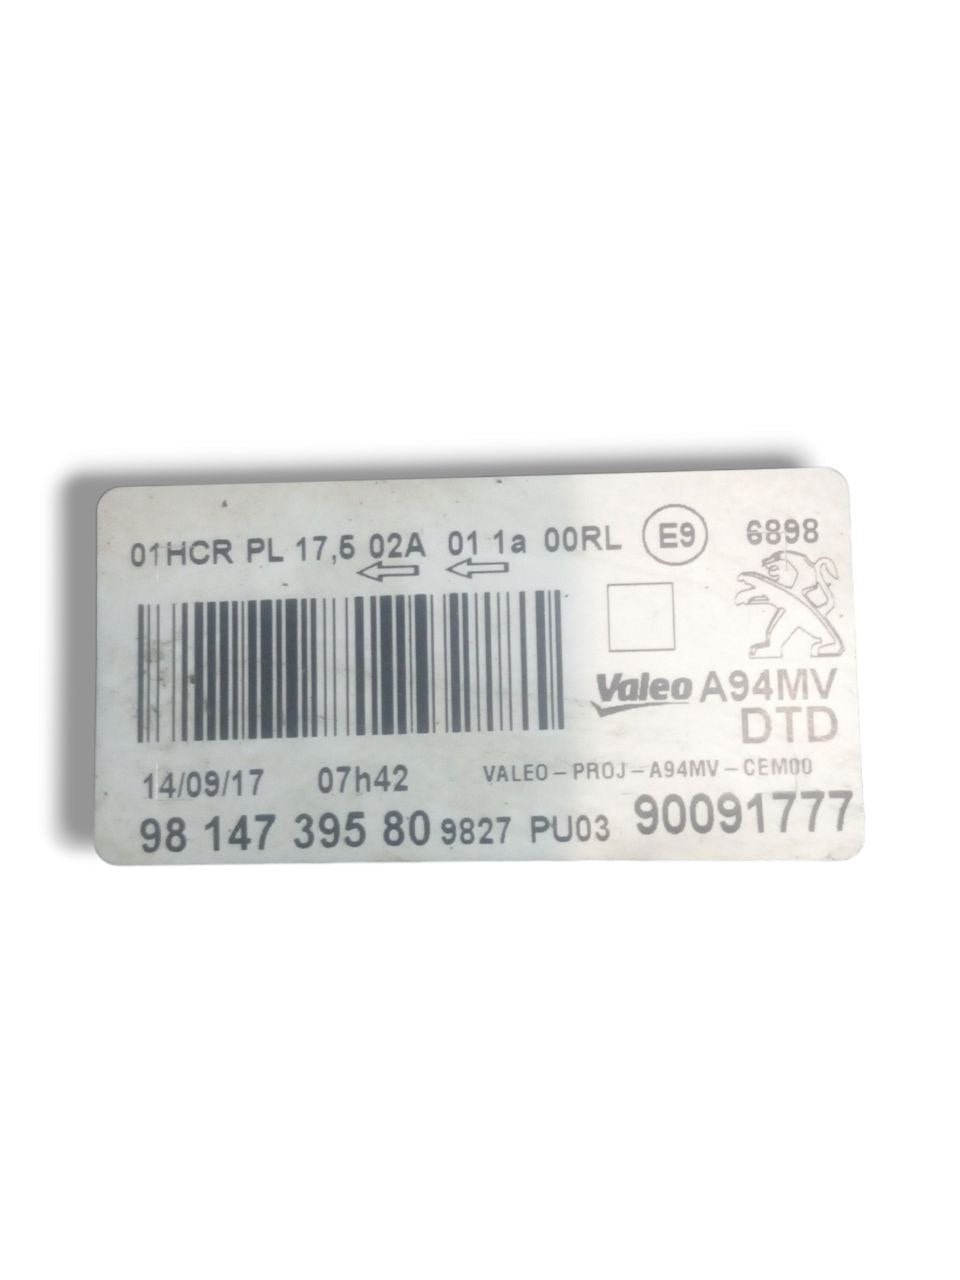 01HCR PL 17,5 02A 01 1a 00RL E9 6898
Valeo A94MV
DTD
14/09/17 07h42 VALEO-PROJ-A94MV-CEM00
98 147 395 80 9827 PU03 90091777